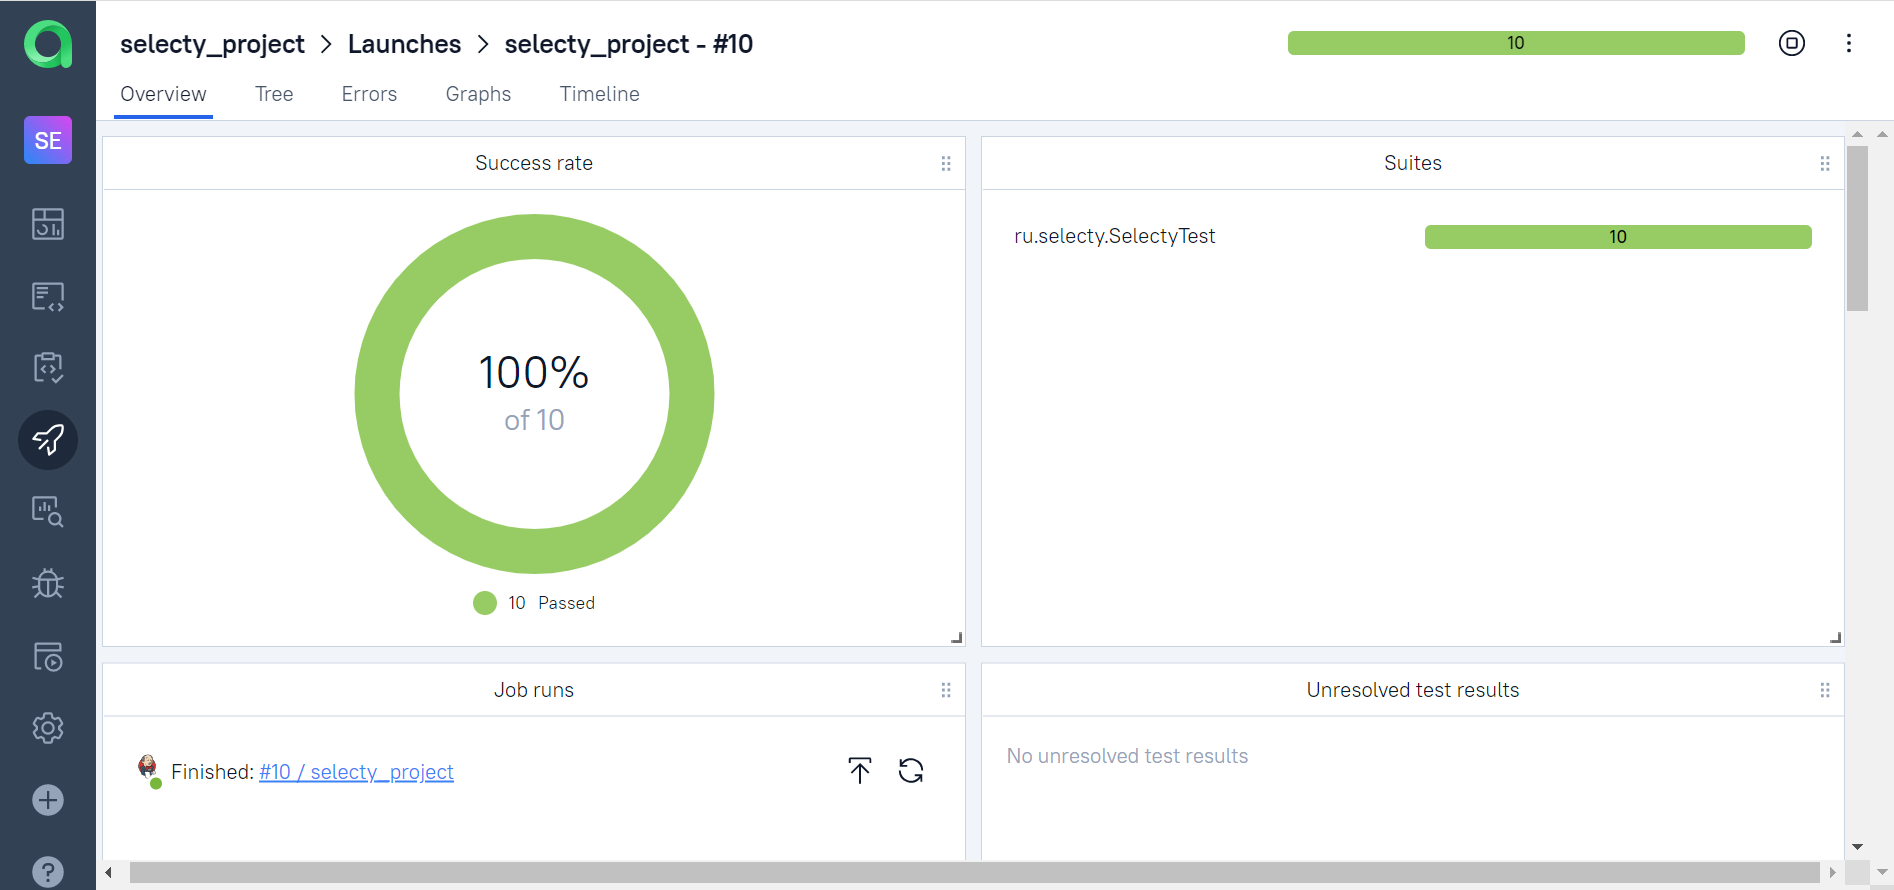 selecty_project > Launches > selecty_project - #10
10
Overview Tree Errors Graphs Timeline
SE
Success rate
100%
of 10
10 Passed
Suites
ru.selecty.SelectyTest 10
Job runs
Finished: #10 / selecty_project
Unresolved test results
No unresolved test results
?